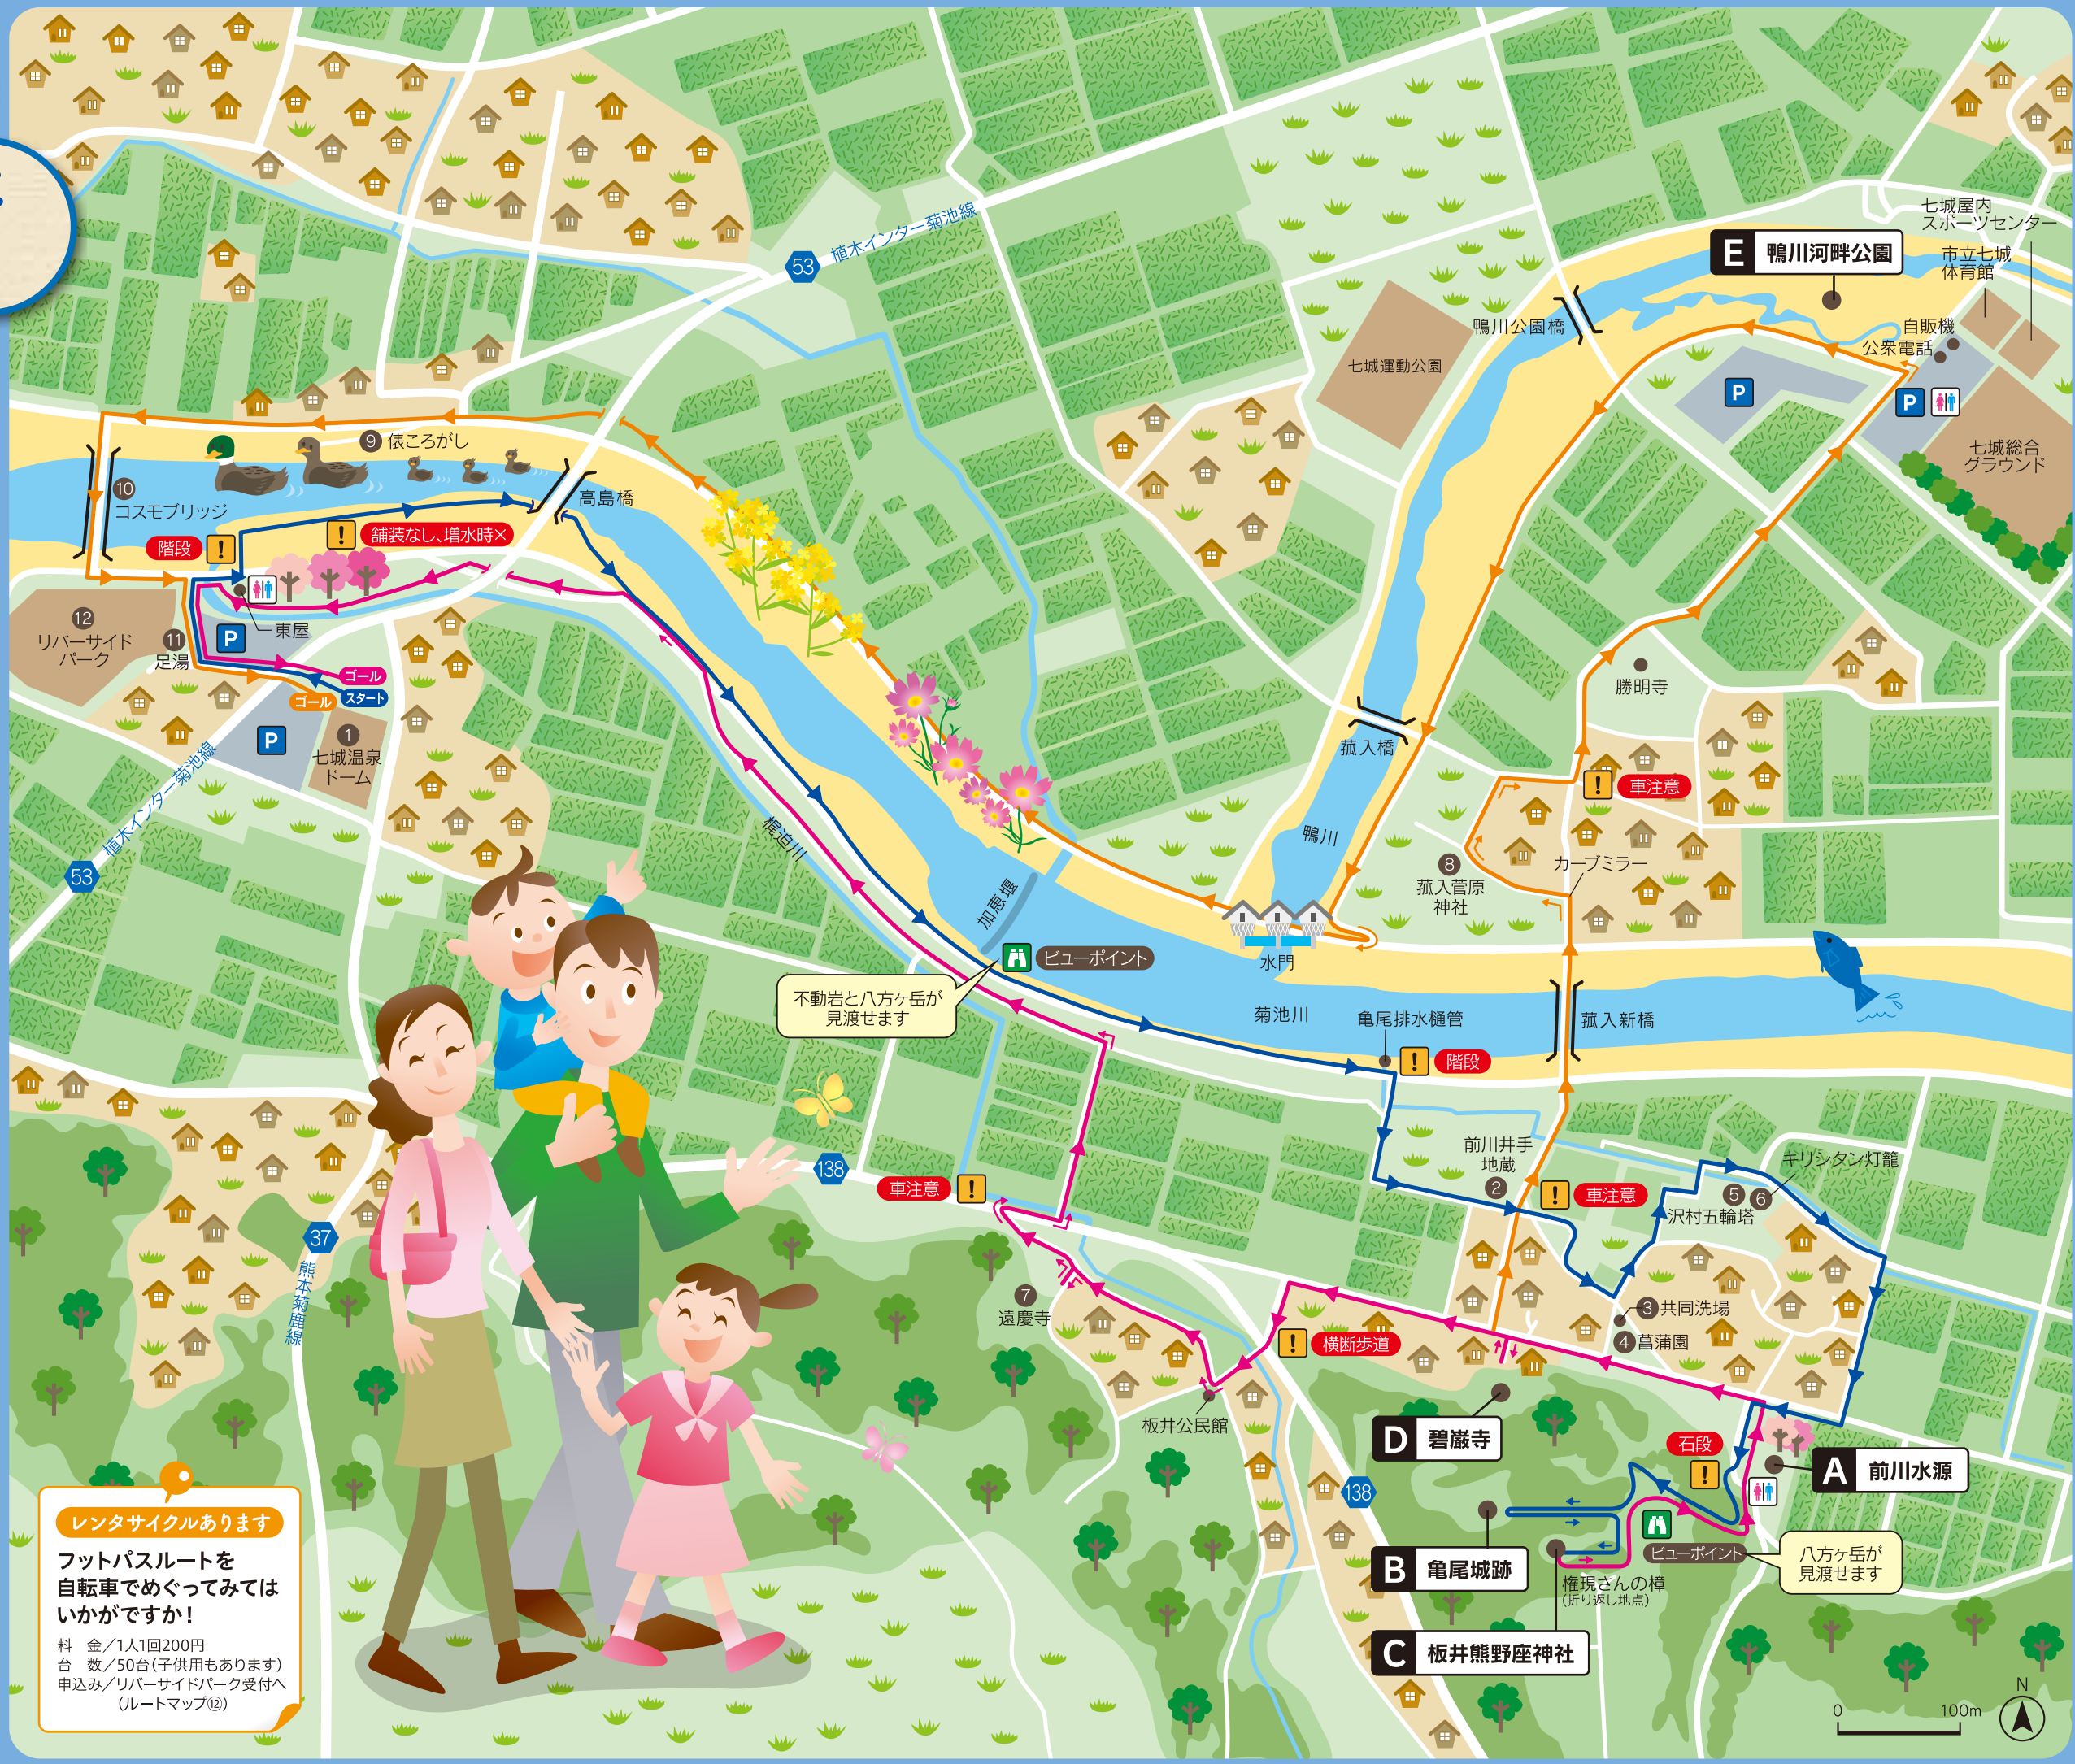 七城屋内
スポーツセンター
市立七城
体育館
E 鴨川河畔公園
自販機
公衆電話
鴨川公園橋
七城運動公園
P
P
七城総合
グラウンド
53
植木インター菊池線
⑨ 俵ころがし
⑩
コスモブリッジ
高島橋
階段
!
!
舗装なし、増水時×
⑫
リバーサイド
パーク
⑪
足湯
P
東屋
ゴール
スタート
ゴール
P
①
七城温泉
ドーム
植木インター菊池線
53
梶迫川
加恵堰
ビューポイント
不動岩と八方ヶ岳が
見渡せます
勝明寺
菰入橋
!
車注意
鴨川
カーブミラー
⑧
菰入菅原
神社
水門
菊池川
亀尾排水樋管
!
階段
菰入新橋
前川井手
地蔵
②
!
車注意
キリシタン灯籠
⑤ ⑥
沢村五輪塔
138
車注意
!
37
熊本菊鹿線
⑦
遠慶寺
③ 共同洗場
④ 菖蒲園
!
横断歩道
板井公民館
D 碧巌寺
石段
!
A 前川水源
138
B 亀尾城跡
ビューポイント
八方ヶ岳が
見渡せます
権現さんの樟
(折り返し地点)
C 板井熊野座神社
レンタサイクルあります
フットパスルートを
自転車でめぐってみては
いかがですか！
料　金／1人1回200円
台　数／50台（子供用もあります）
申込み／リバーサイドパーク受付へ
（ルートマップ⑫）
N
0 100m